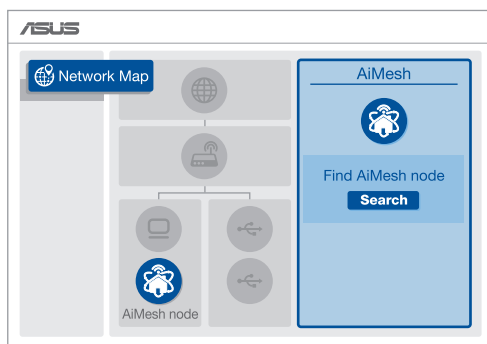 ASUS
Network Map
AiMesh node
AiMesh
Find AiMesh node
Search